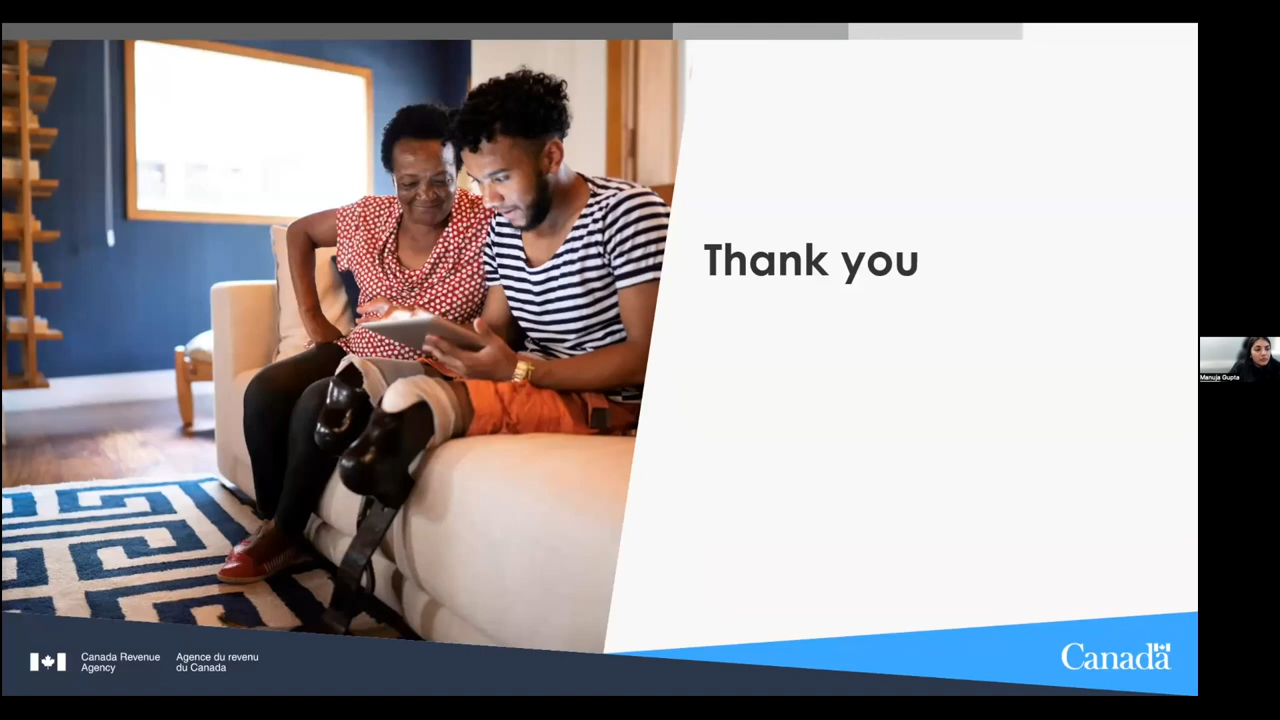 Thank you
Manuja Gupta
Canada Revenue
Agency
Agence du revenu
du Canada
Canada